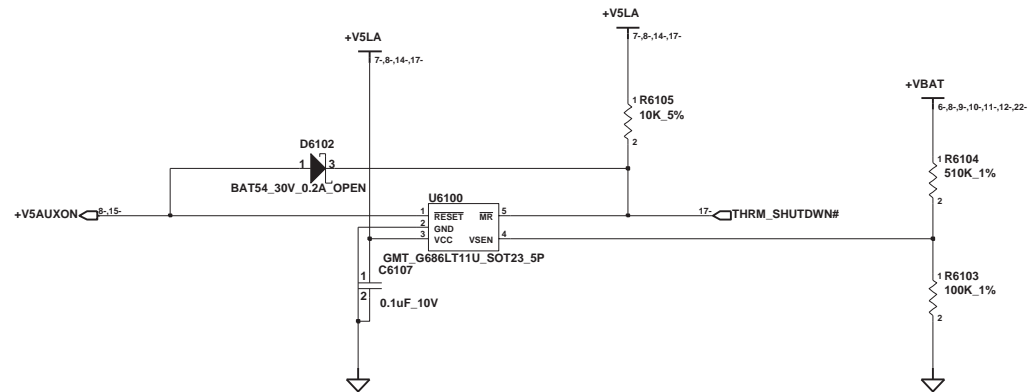 +V5LA
7-,8-,14-,17-
+V5LA
7-,8-,14-,17-
+VBAT
6-,8-,9-,10-,11-,12-,22-
1
R6105
10K_5%
2
D6102
1
3
BAT54_30V_0.2A_OPEN
1
R6104
510K_1%
2
+V5AUXON
8-,15-
U6100
1
RESET
MR
5
2
GND
3
VCC
VSEN
4
17-
THRM_SHUTDWN#
GMT_G686LT11U_SOT23_5P
C6107
1
2
0.1uF_10V
1
R6103
100K_1%
2